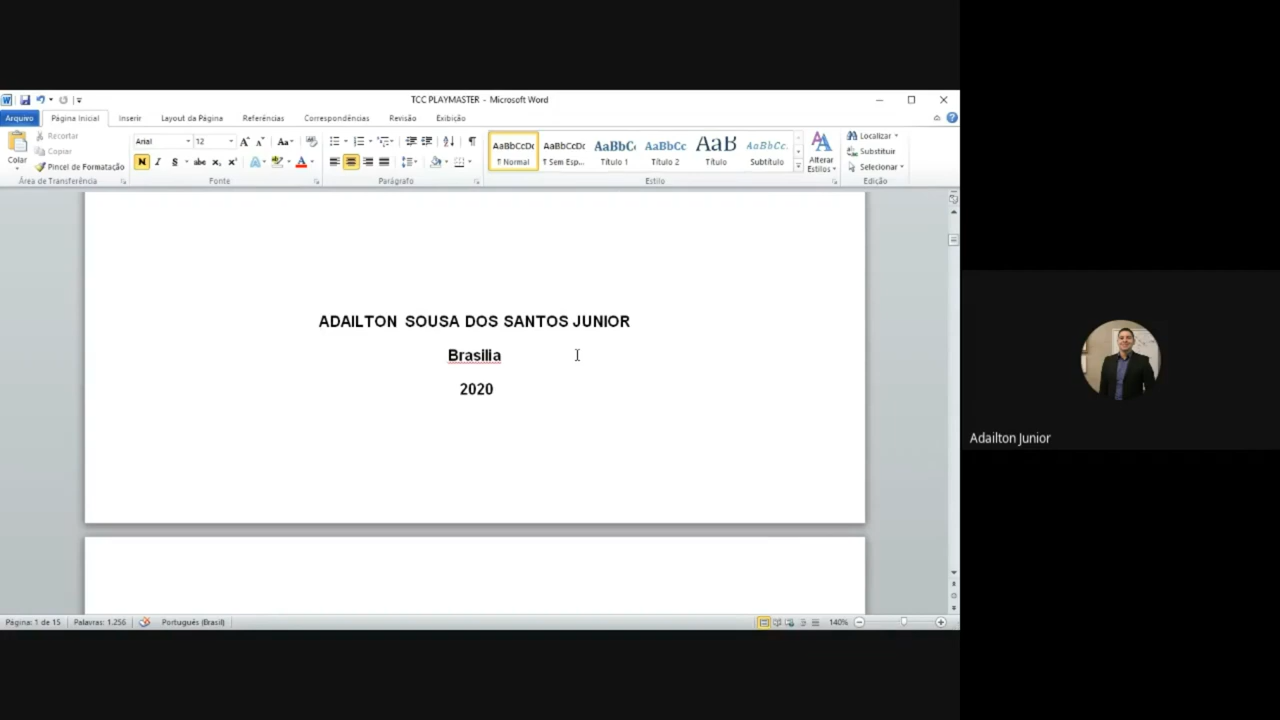 TCC PLAYMASTER - Microsoft Word
Arquivo Página Inicial Inserir Layout da Página Referências Correspondências Revisão Exibição
Colar
Recortar
Copiar
Pincel de Formatação
Área de Transferência
Arial 12
N I S abc x₂ x²
Fonte
Parágrafo
AaBbCcDc AaBbCcDc AaBbC AaBbCc AaB AaBbCc.
¶ Normal ¶ Sem Esp... Título 1 Título 2 Título Subtítulo
Alterar Estilos
Estilo
Localizar
Substituir
Selecionar
Edição
ADAILTON SOUSA DOS SANTOS JUNIOR
Brasilia
2020
Adailton Junior
Página: 1 de 15 Palavras: 1.256 Português (Brasil) 140%